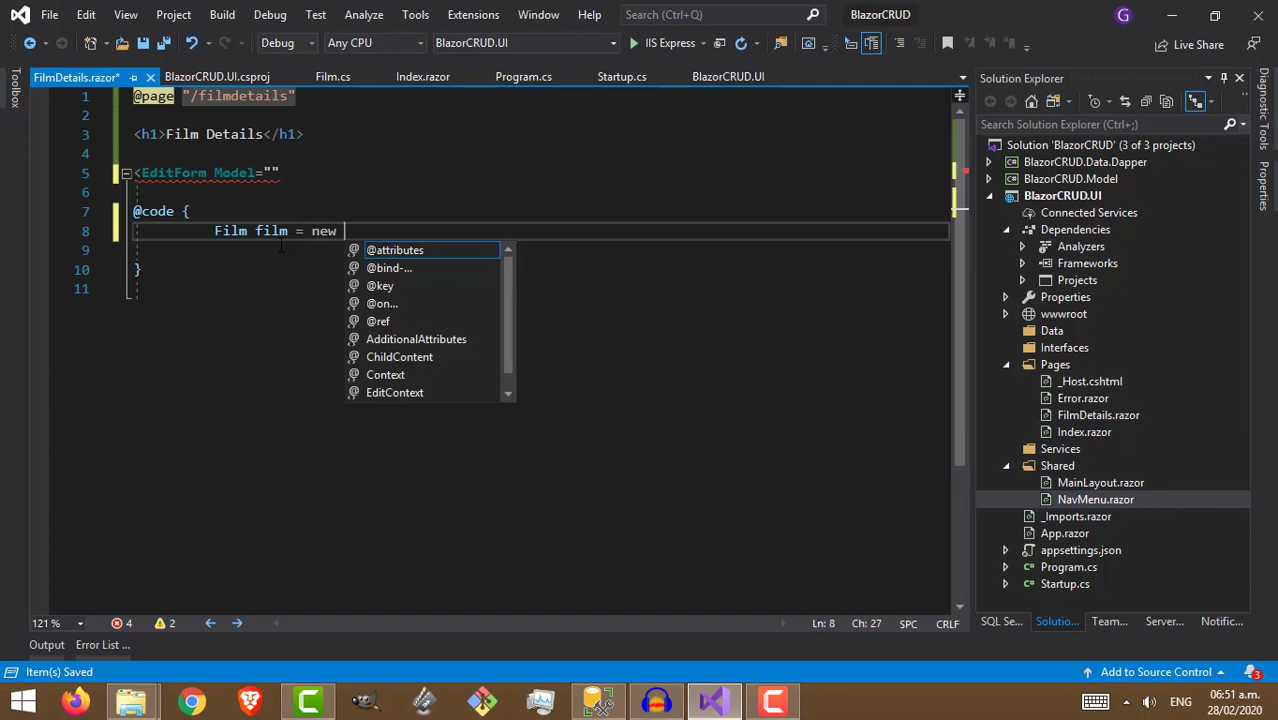 File Edit View Project Build Debug Test Analyze Tools Extensions Window Help Search (Ctrl+Q) BlazorCRUD G
Debug Any CPU BlazorCRUD.UI IIS Express Live Share
FilmDetails.razor* BlazorCRUD.UI.csproj Film.cs Index.razor Program.cs Startup.cs BlazorCRUD.UI
Toolbox
1 @page "/filmdetails"
2
3 <h1>Film Details</h1>
4
5 <EditForm Model=""
6
7 @code {
8 Film film = new
9
10 }
11
@attributes
@bind-...
@key
@on...
@ref
AdditionalAttributes
ChildContent
Context
EditContext
121 % 4 2 Ln: 8 Ch: 27 SPC CRLF
Solution Explorer
Search Solution Explorer (Ctrl+;)
Solution 'BlazorCRUD' (3 of 3 projects)
BlazorCRUD.Data.Dapper
BlazorCRUD.Model
BlazorCRUD.UI
Connected Services
Dependencies
Analyzers
Frameworks
Projects
Properties
wwwroot
Data
Interfaces
Pages
_Host.cshtml
Error.razor
FilmDetails.razor
Index.razor
Services
Shared
MainLayout.razor
NavMenu.razor
_Imports.razor
App.razor
appsettings.json
Program.cs
Startup.cs
SQL Se... Solutio... Team... Server... Notific...
Diagnostic Tools
Properties
Output Error List ...
Item(s) Saved Add to Source Control 3
ENG 06:51 a.m.
28/02/2020